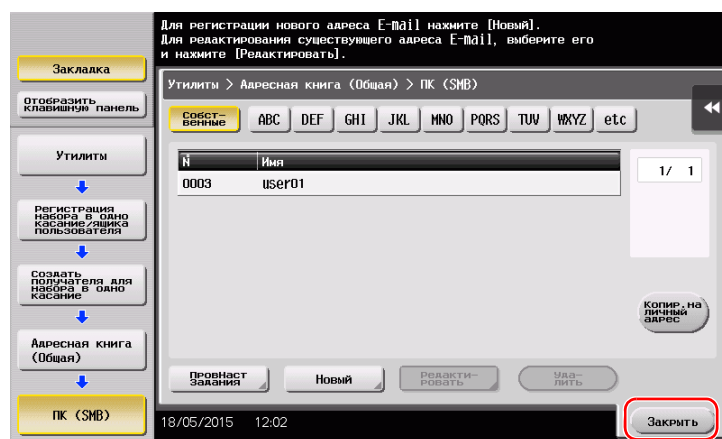 Для регистрации нового адреса E-mail нажмите [Новый].
Для редактирования существующего адреса E-mail, выберите его
и нажмите [Редактировать].
Закладка
Отобразить
клавишную панель
Утилиты
Регистрация
набора в одно
касание/ящика
пользователя
Создать
получателя для
набора в одно
касание
Адресная книга
(Общая)
ПК (SMB)
Утилиты > Адресная книга (Общая) > ПК (SMB)
Собст-
венные
ABC
DEF
GHI
JKL
MNO
PQRS
TUV
WXYZ
etc
N Имя
0003 user01
1/ 1
Копир.на
личный
адрес
ПровНаст
Задания
Новый
Редакти-
ровать
Уда-
лить
18/05/2015 12:02
Закрыть